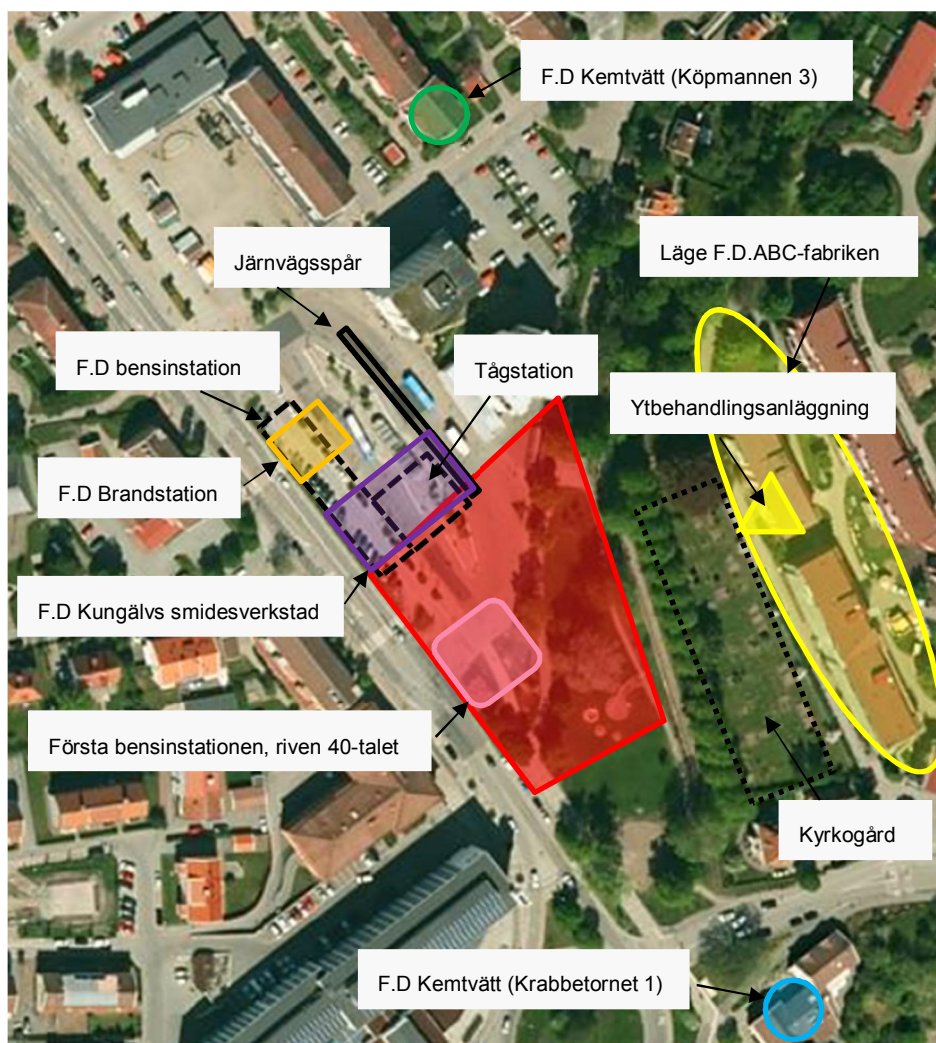 F.D Kemtvätt (Köpmannen 3)
Läge F.D.ABC-fabriken
Järnvägsspår
F.D bensinstation
Tågstation
Ytbehandlingsanläggning
F.D Brandstation
F.D Kungälvs smidesverkstad
Första bensinstationen, riven 40-talet
Kyrkogård
F.D Kemtvätt (Krabbetornet 1)